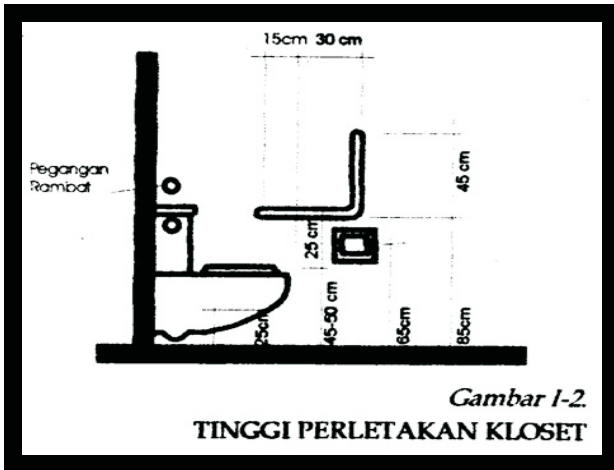 15cm 30 cm
Pegangan
Rambat
45 cm
25 cm
25cm
45-50 cm
65cm
85cm
Gambar 1-2.
TINGGI PERLETAKAN KLOSET